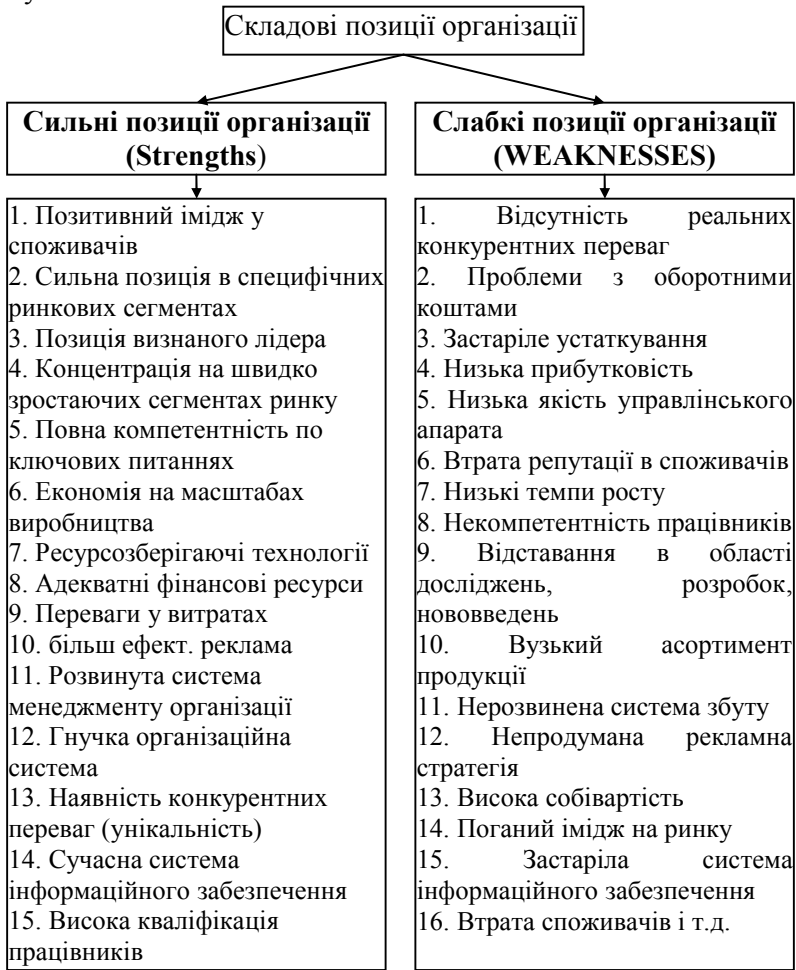 у
Складові позиції організації
Сильні позиції організації
(Strengths)
1. Позитивний імідж у
споживачів
2. Сильна позиція в специфічних
ринкових сегментах
3. Позиція визнаного лідера
4. Концентрація на швидко
зростаючих сегментах ринку
5. Повна компетентність по
ключових питаннях
6. Економія на масштабах
виробництва
7. Ресурсозберігаючі технології
8. Адекватні фінансові ресурси
9. Переваги у витратах
10. більш ефект. реклама
11. Розвинута система
менеджменту організації
12. Гнучка організаційна
система
13. Наявність конкурентних
переваг (унікальність)
14. Сучасна система
інформаційного забезпечення
15. Висока кваліфікація
працівників
Слабкі позиції організації
(WEAKNESSES)
1. Відсутність реальних
конкурентних переваг
2. Проблеми з оборотними
коштами
3. Застаріле устаткування
4. Низька прибутковість
5. Низька якість управлінського
апарата
6. Втрата репутації в споживачів
7. Низькі темпи росту
8. Некомпетентність працівників
9. Відставання в області
досліджень, розробок,
нововведень
10. Вузький асортимент
продукції
11. Нерозвинена система збуту
12. Непродумана рекламна
стратегія
13. Висока собівартість
14. Поганий імідж на ринку
15. Застаріла система
інформаційного забезпечення
16. Втрата споживачів і т.д.